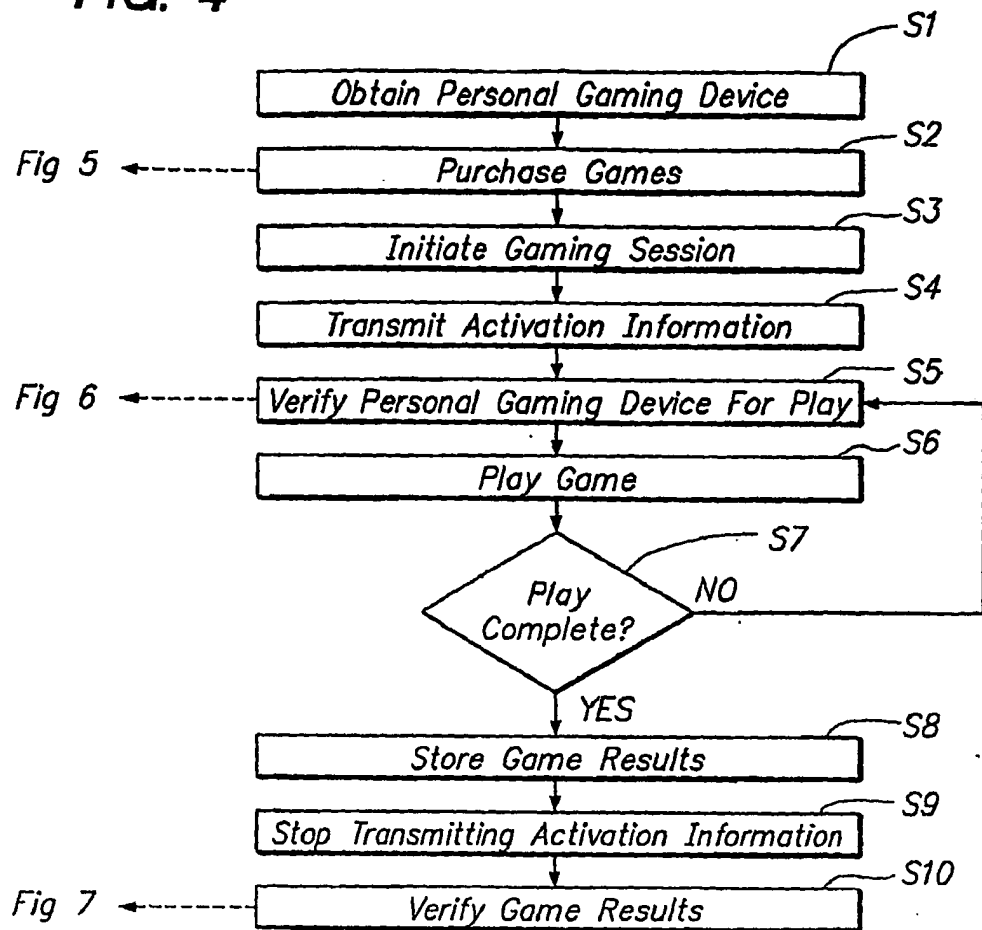 FIG. 4
S1
Obtain Personal Gaming Device
S2
Fig 5
Purchase Games
S3
Initiate Gaming Session
S4
Transmit Activation Information
S5
Fig 6
Verify Personal Gaming Device For Play
S6
Play Game
S7
Play
Complete?
NO
YES
S8
Store Game Results
S9
Stop Transmitting Activation Information
S10
Fig 7
Verify Game Results